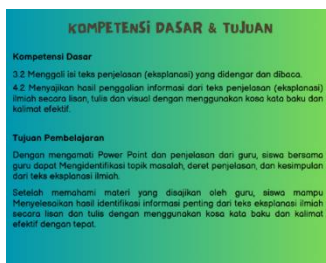 KOMPETENSi DASAR & TUJUAN
Kompetensi Dasar
3.2 Menggali isi teks penjelasan (eksplanasi) yang didengar dan dibaca.
4.2 Menyajikan hasil penggalian informasi dari teks penjelasan (eksplanasi)
ilmiah secara lisan, tulis dan visual dengan menggunakan kosa kata baku dan
kalimat efektif.
Tujuan Pembelajaran
Dengan mengamati Power Point dan penjelasan dari guru, siswa bersama
guru dapat Mengidentifikasi topik masalah, deret penjelasan, dan kesimpulan
dari teks eksplanasi ilmiah.
Setelah memahami materi yang disajikan oleh guru, siswa mampu
Menyelesaikan hasil identifikasi informasi penting dari teks eksplanasi ilmiah
secara lisan dan tulis dengan menggunakan kosa kata baku dan kalimat
efektif dengan tepat.